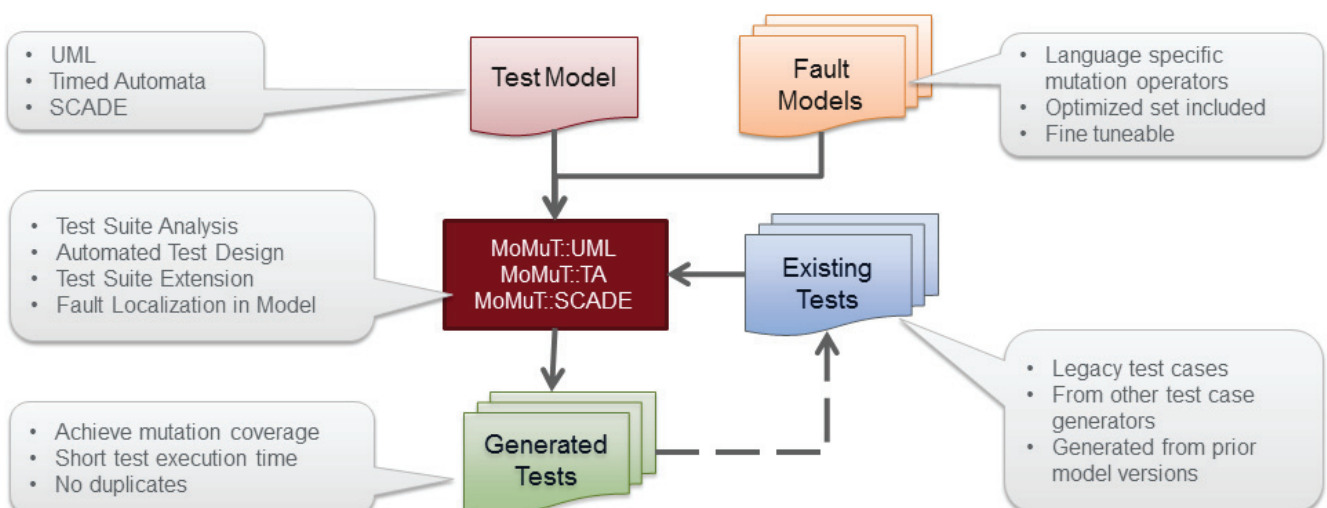 • UML
• Timed Automata
• SCADE
Test Model
Fault
Models
• Language specific
mutation operators
• Optimized set included
• Fine tuneable
• Test Suite Analysis
• Automated Test Design
• Test Suite Extension
• Fault Localization in Model
MoMuT::UML
MoMuT::TA
MoMuT::SCADE
Existing
Tests
• Legacy test cases
• From other test case
generators
• Generated from prior
model versions
• Achieve mutation coverage
• Short test execution time
• No duplicates
Generated
Tests